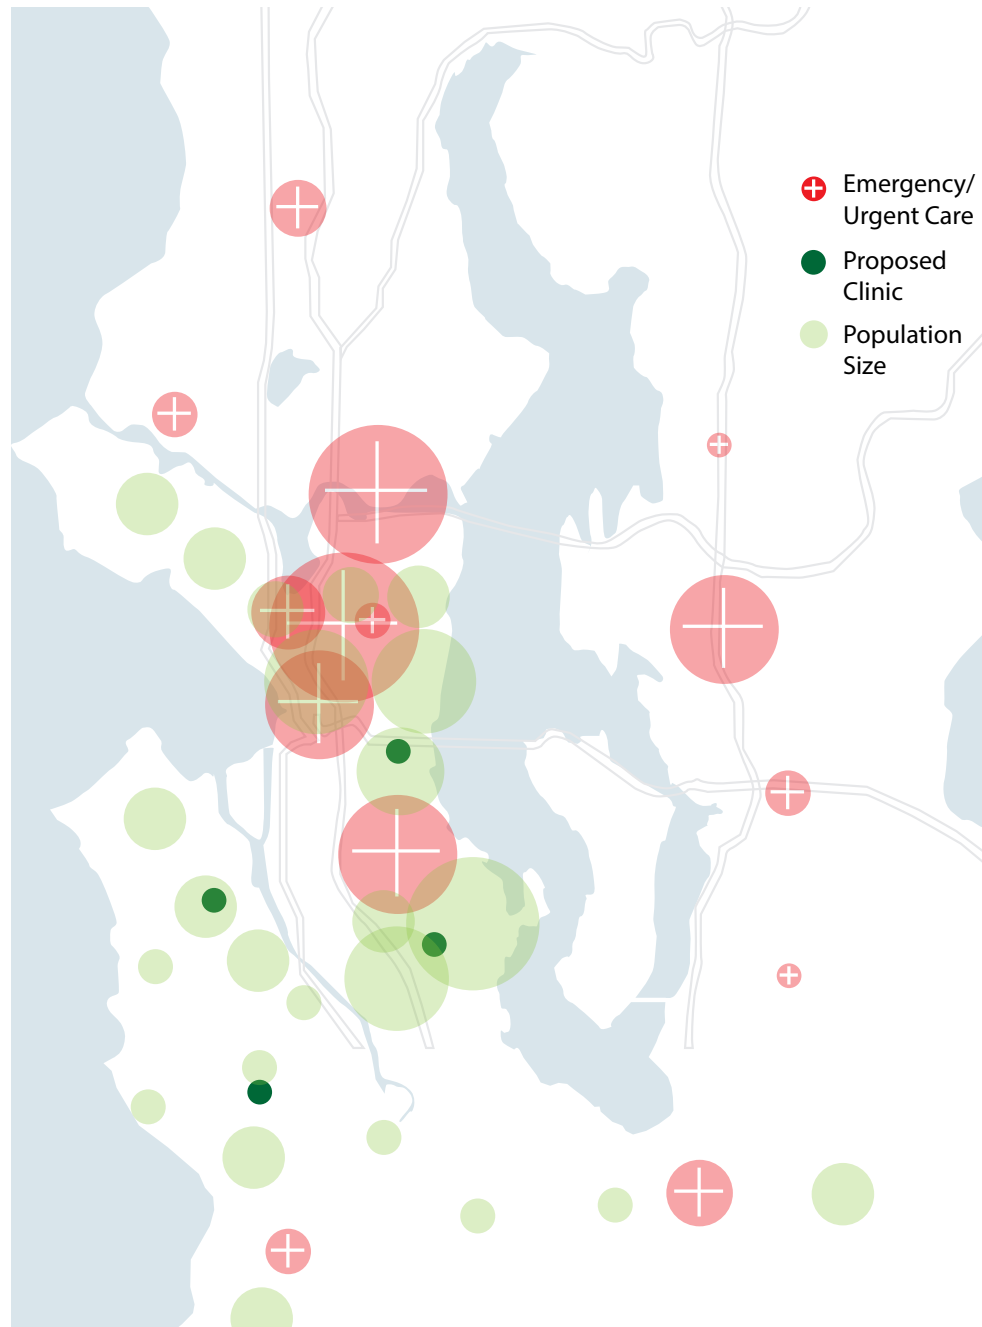 Emergency/
Urgent Care
Proposed
Clinic
Population
Size